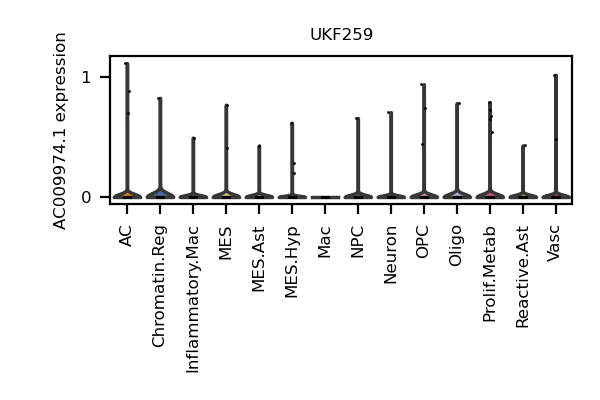 UKF259
AC009974.1 expression
1
0
AC
Chromatin.Reg
Inflammatory.Mac
MES
MES.Ast
MES.Hyp
Mac
NPC
Neuron
OPC
Oligo
Prolif.Metab
Reactive.Ast
Vasc